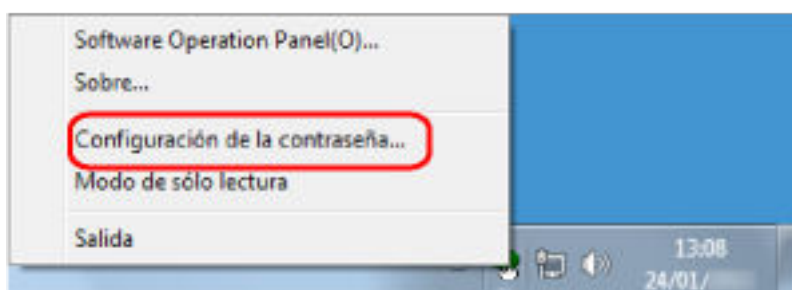 Software Operation Panel(O)...
Sobre...
Configuración de la contraseña...
Modo de sólo lectura
Salida
13:08
24/01/